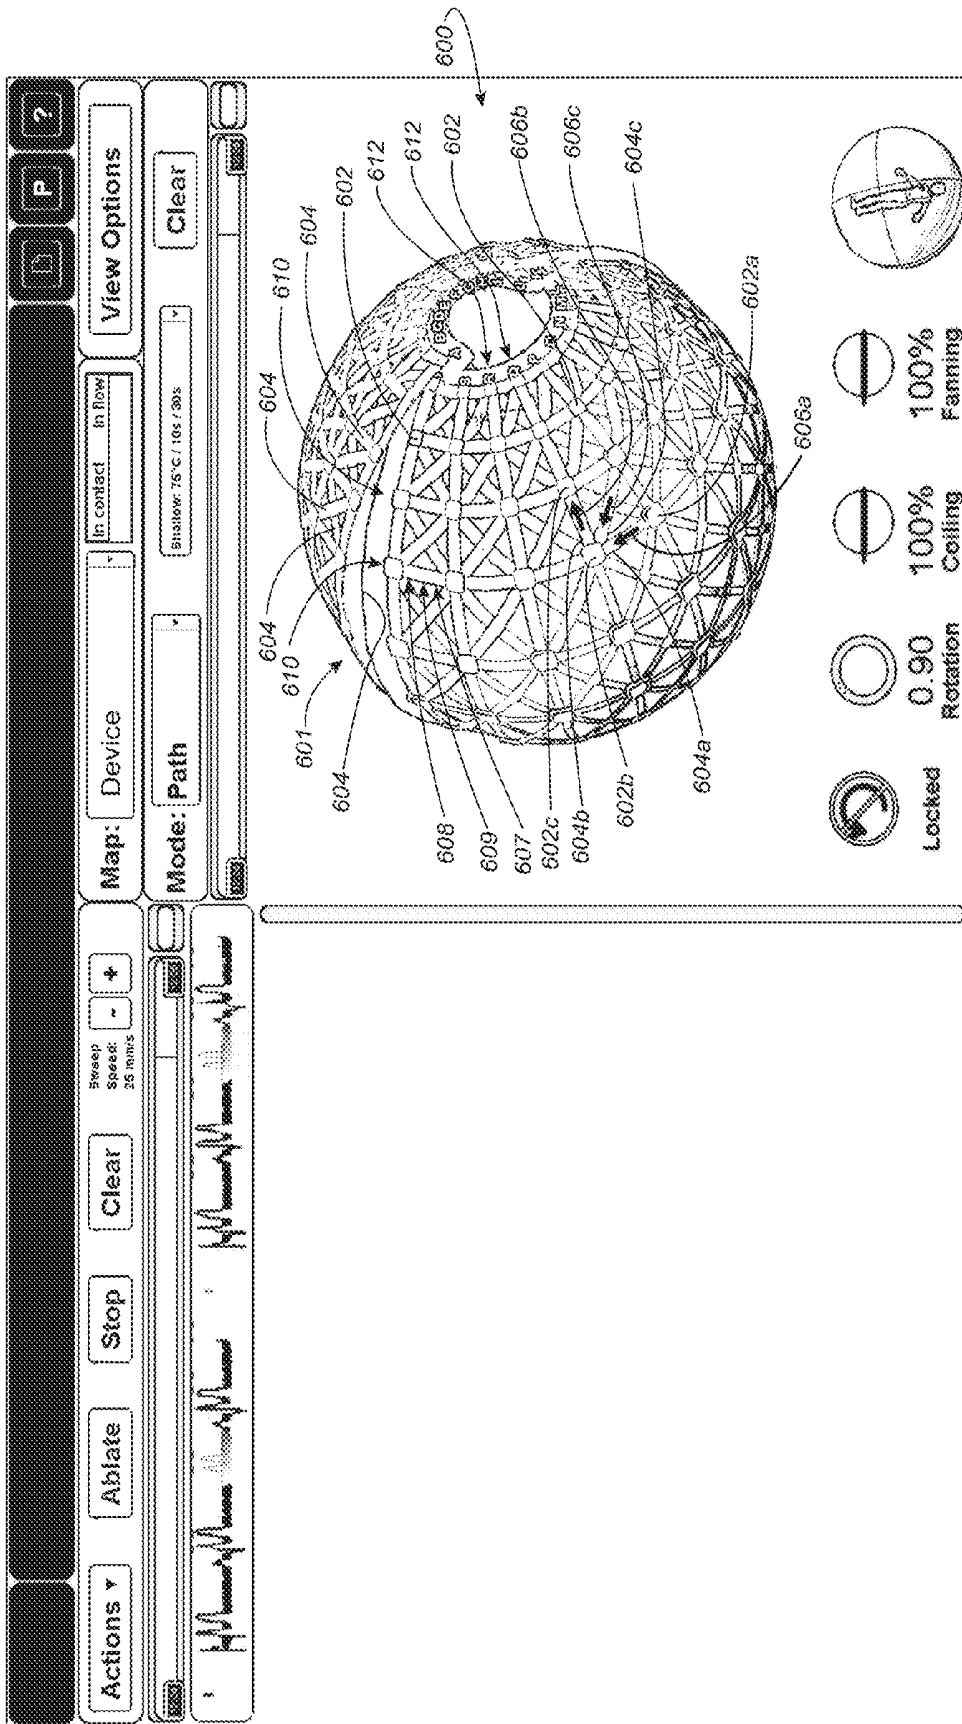 D P ?
Actions ▾ Ablate Stop Clear
Sweep
Speed:
25 mm/s
- +
Map: Device
In contact In flow
View Options
Mode: Path
Shallow: 75°C / 10s / 30s
Clear
600
601
604
610
604
604
610
604
602
612
612
602
606b
606c
604c
608
609
607
602c
604b
602b
604a
606a
602a
Locked
0.90
Rotation
100%
Coiling
100%
Fanning